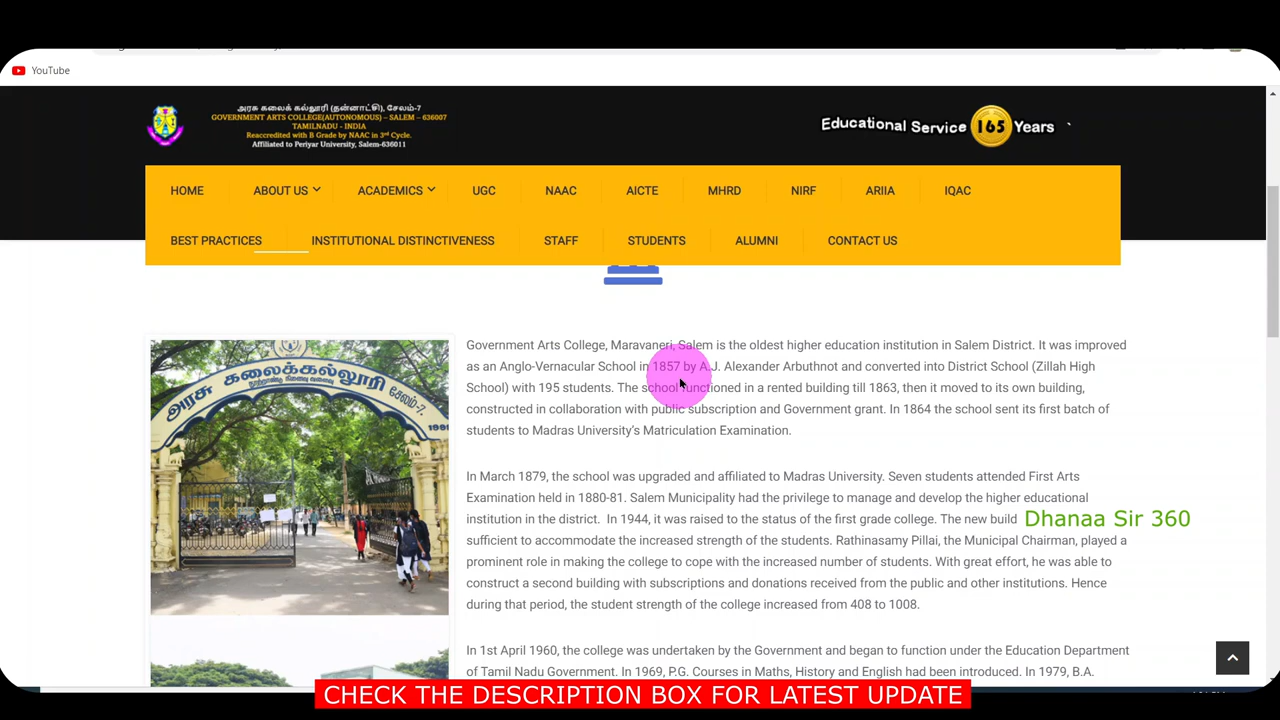 YouTube
அரசு கலைக் கல்லூரி (தன்னாட்சி), சேலம்-7
GOVERNMENT ARTS COLLEGE(AUTONOMOUS) – SALEM – 636007
TAMILNADU - INDIA
Reaccredited with B Grade by NAAC in 3rd Cycle.
Affiliated to Periyar University, Salem-636011
Educational Service 165 Years
HOME ABOUT US ACADEMICS UGC NAAC AICTE MHRD NIRF ARIIA IQAC
BEST PRACTICES INSTITUTIONAL DISTINCTIVENESS STAFF STUDENTS ALUMNI CONTACT US
அரசு கலைக்கல்லூரி சேலம்-7.
Government Arts College, Maravaneri, Salem is the oldest higher education institution in Salem District. It was improved
as an Anglo-Vernacular School in 1857 by A.J. Alexander Arbuthnot and converted into District School (Zillah High
School) with 195 students. The school functioned in a rented building till 1863, then it moved to its own building,
constructed in collaboration with public subscription and Government grant. In 1864 the school sent its first batch of
students to Madras University's Matriculation Examination.
In March 1879, the school was upgraded and affiliated to Madras University. Seven students attended First Arts
Examination held in 1880-81. Salem Municipality had the privilege to manage and develop the higher educational
institution in the district. In 1944, it was raised to the status of the first grade college. The new build
Dhanaa Sir 360
sufficient to accommodate the increased strength of the students. Rathinasamy Pillai, the Municipal Chairman, played a
prominent role in making the college to cope with the increased number of students. With great effort, he was able to
construct a second building with subscriptions and donations received from the public and other institutions. Hence
during that period, the student strength of the college increased from 408 to 1008.
In 1st April 1960, the college was undertaken by the Government and began to function under the Education Department
of Tamil Nadu Government. In 1969, P.G. Courses in Maths, History and English had been introduced. In 1979, B.A.
CHECK THE DESCRIPTION BOX FOR LATEST UPDATE